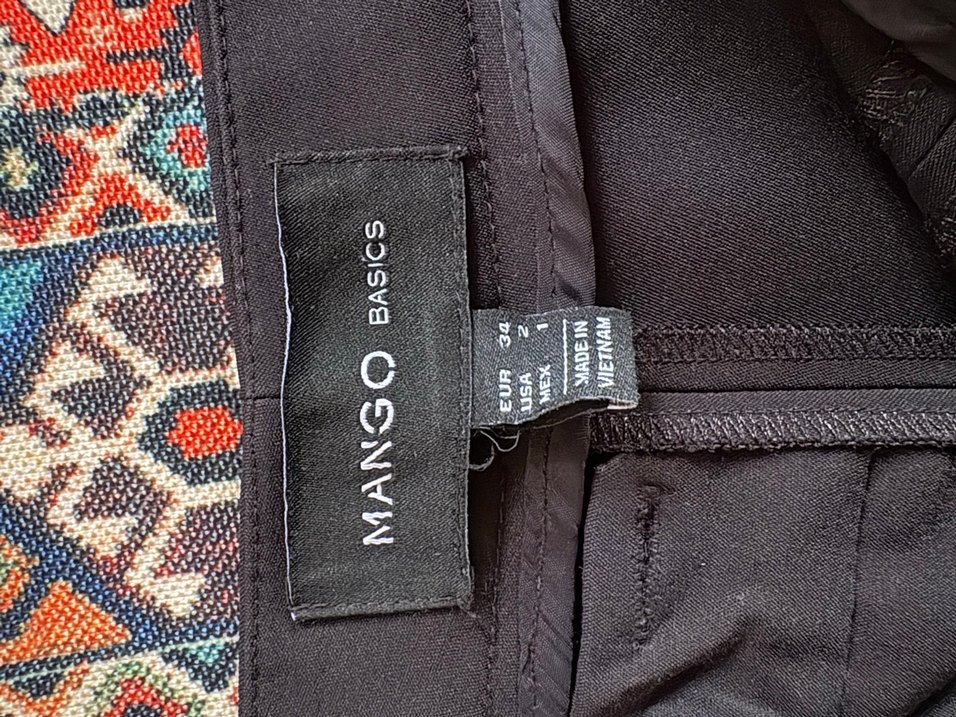 MANGO BASICS
EUR 34
USA 2
MEX 1
MADE IN
VIETNAM